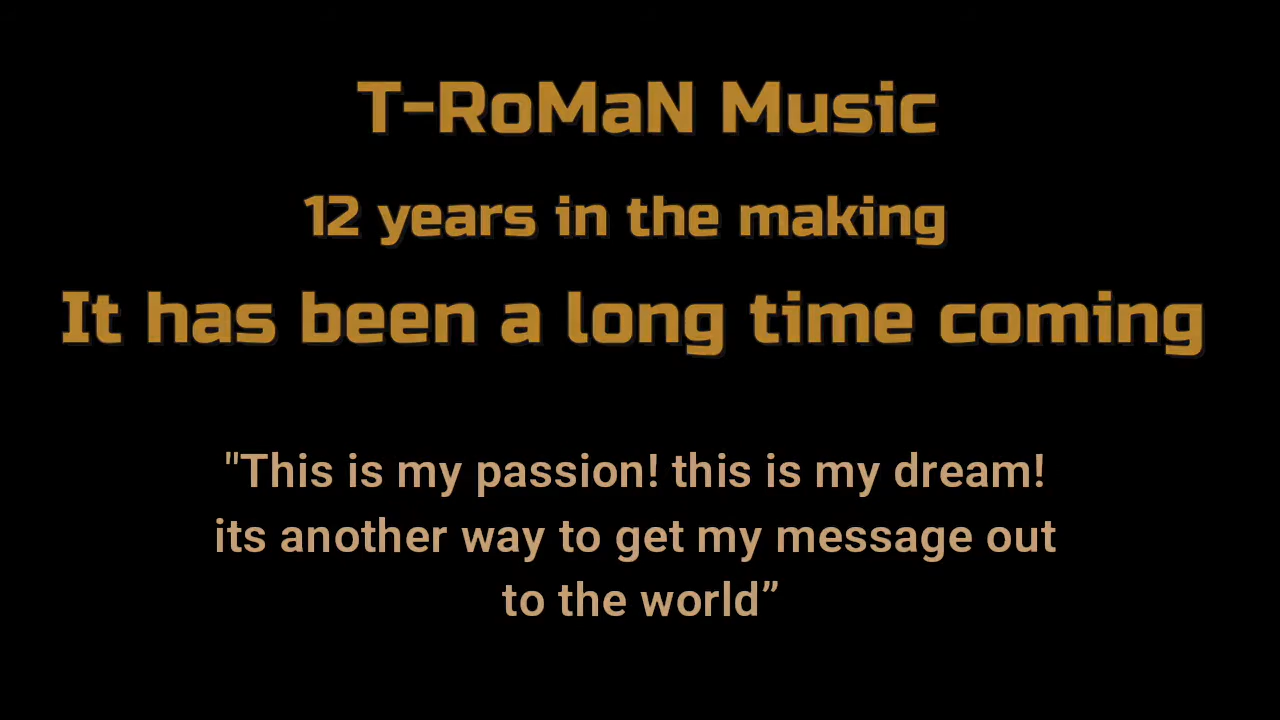 T-RoMaN Music
12 years in the making
It has been a long time coming
"This is my passion! this is my dream!
its another way to get my message out
to the world”